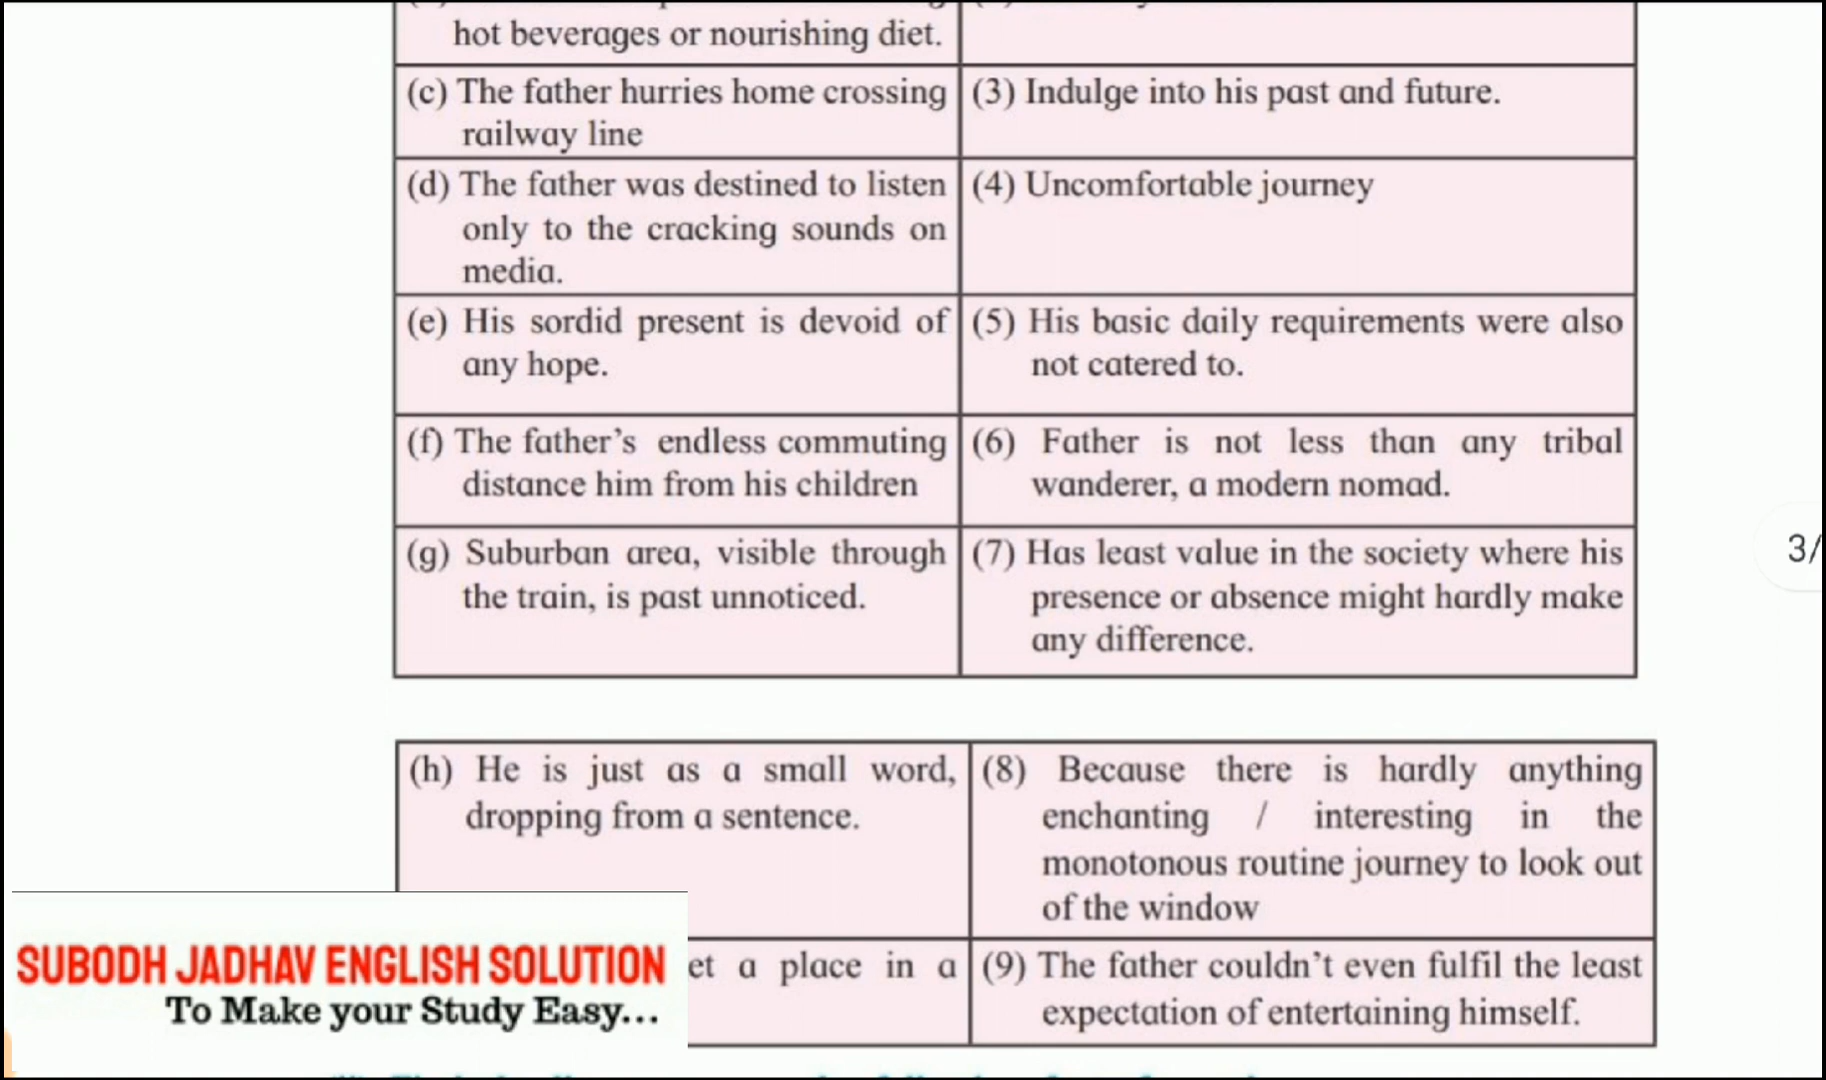 hot beverages or nourishing diet.
(c) The father hurries home crossing
railway line
(3) Indulge into his past and future.
(d) The father was destined to listen
only to the cracking sounds on
media.
(4) Uncomfortable journey
(e) His sordid present is devoid of
any hope.
(5) His basic daily requirements were also
not catered to.
(f) The father's endless commuting
distance him from his children
(6) Father is not less than any tribal
wanderer, a modern nomad.
(g) Suburban area, visible through
the train, is past unnoticed.
(7) Has least value in the society where his
presence or absence might hardly make
any difference.
3/
(h) He is just as a small word,
dropping from a sentence.
(8) Because there is hardly anything
enchanting / interesting in the
monotonous routine journey to look out
of the window
et a place in a
(9) The father couldn't even fulfil the least
expectation of entertaining himself.
SUBODH JADHAV ENGLISH SOLUTION
To Make your Study Easy...